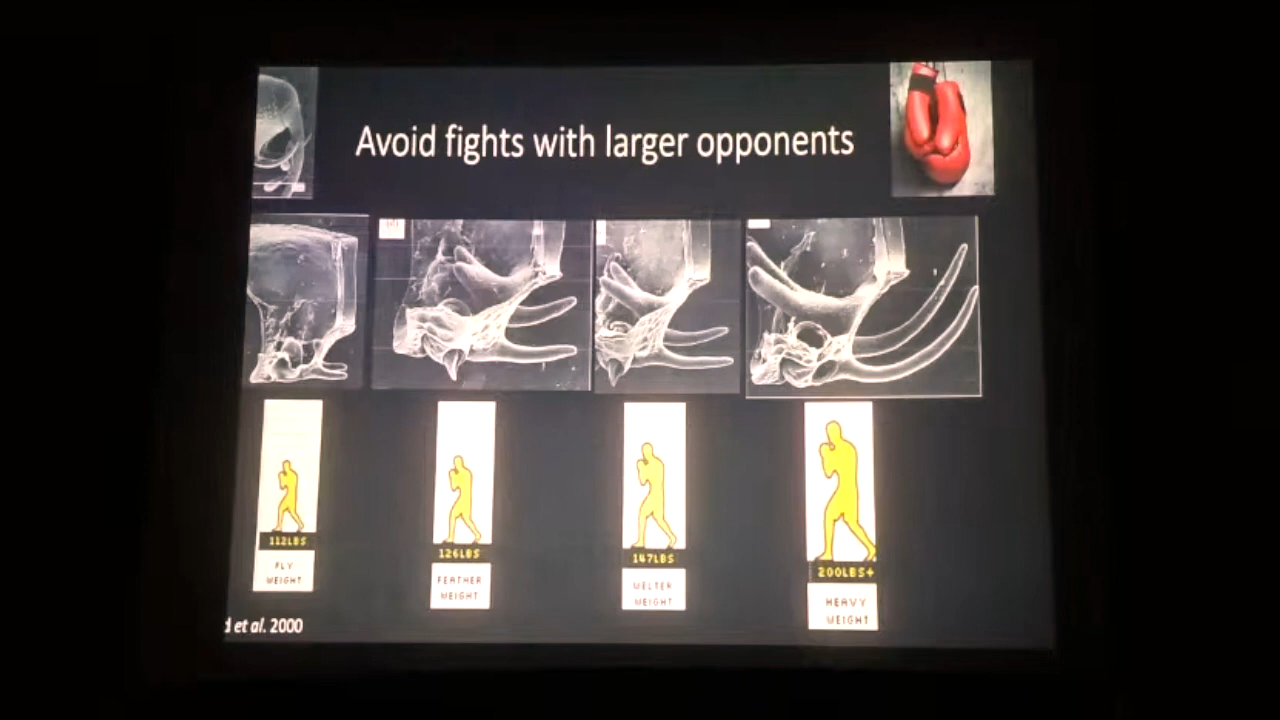 Avoid fights with larger opponents
112LBS
FLY
WEIGHT
126LBS
FEATHER
WEIGHT
147LBS
WELTER
WEIGHT
200LBS+
HEAVY
WEIGHT
d et al. 2000